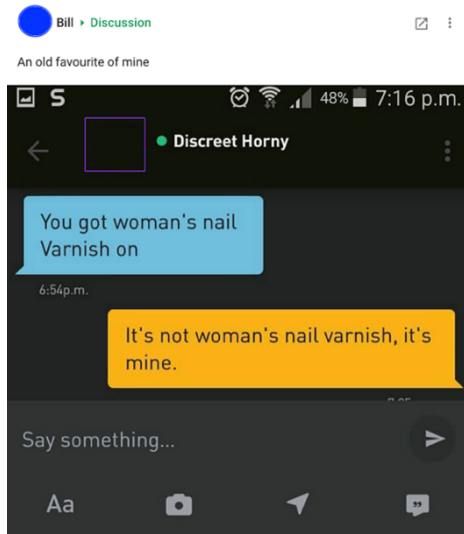 Bill ▸ Discussion
An old favourite of mine
S 48% 7:16 p.m.
Discreet Horny
You got woman's nail
Varnish on
6:54p.m.
It's not woman's nail varnish, it's
mine.
Say something...
Aa